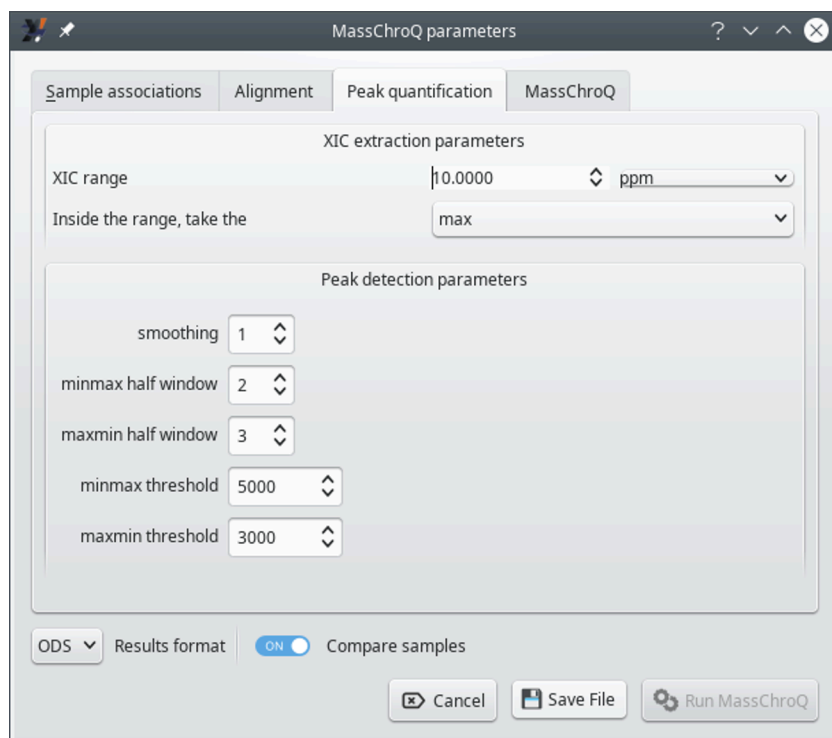 MassChroQ parameters
Sample associations Alignment Peak quantification MassChroQ
XIC extraction parameters
XIC range 10.0000 ppm
Inside the range, take the max
Peak detection parameters
smoothing 1
minmax half window 2
maxmin half window 3
minmax threshold 5000
maxmin threshold 3000
ODS Results format ON Compare samples
Cancel Save File Run MassChroQ